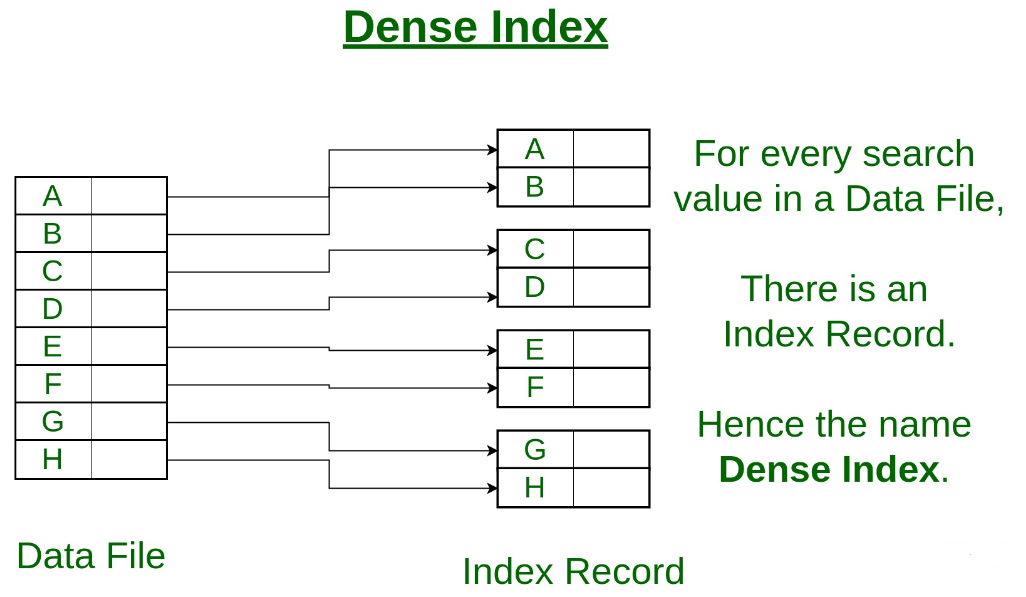 Dense Index
A
B
C
D
E
F
G
H
Data File
A
B
C
D
E
F
G
H
Index Record
For every search
value in a Data File,
There is an
Index Record.
Hence the name
Dense Index.